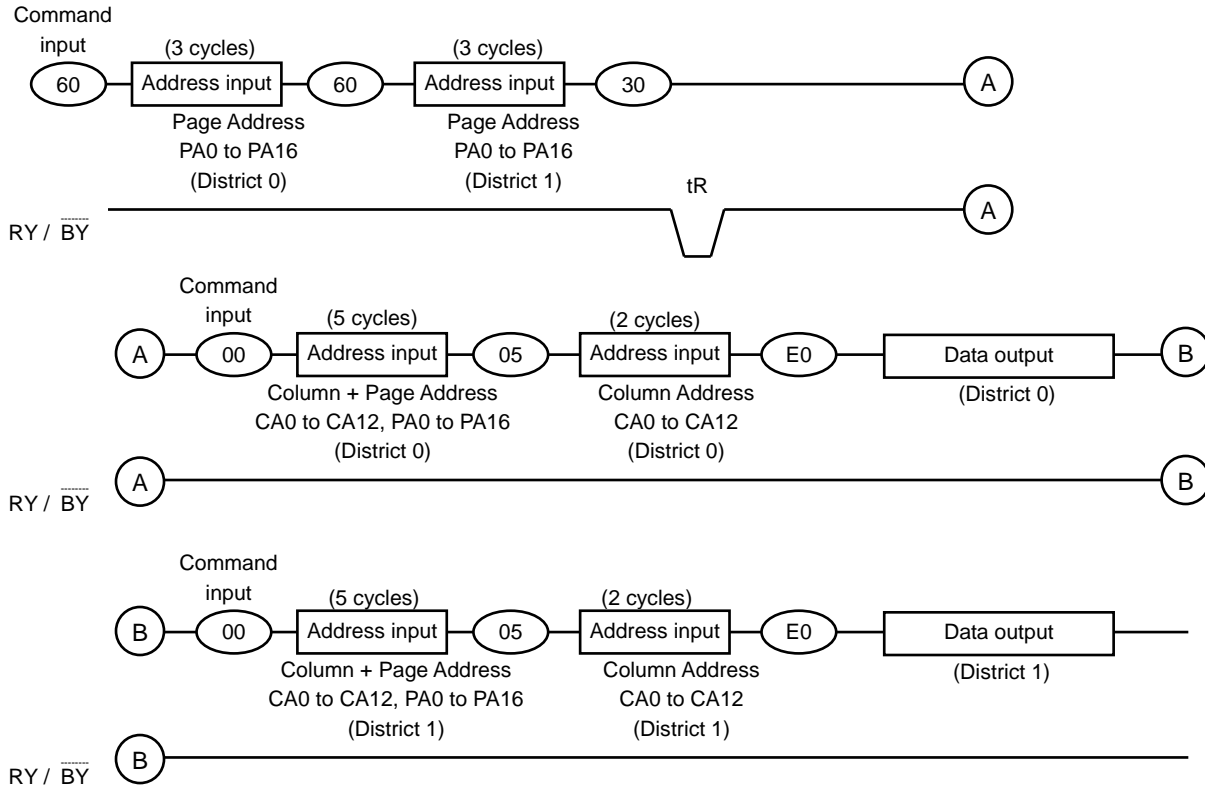 Command
input
(3 cycles)
(3 cycles)
60
Address input
60
Address input
30
A
Page Address
PA0 to PA16
(District 0)
Page Address
PA0 to PA16
(District 1)
tR
A
RY / BY
Command
input
(5 cycles)
(2 cycles)
A
00
Address input
05
Address input
E0
Data output
B
Column + Page Address
CA0 to CA12, PA0 to PA16
(District 0)
Column Address
CA0 to CA12
(District 0)
(District 0)
A
B
RY / BY
Command
input
(5 cycles)
(2 cycles)
B
00
Address input
05
Address input
E0
Data output
Column + Page Address
CA0 to CA12, PA0 to PA16
(District 1)
Column Address
CA0 to CA12
(District 1)
(District 1)
B
RY / BY